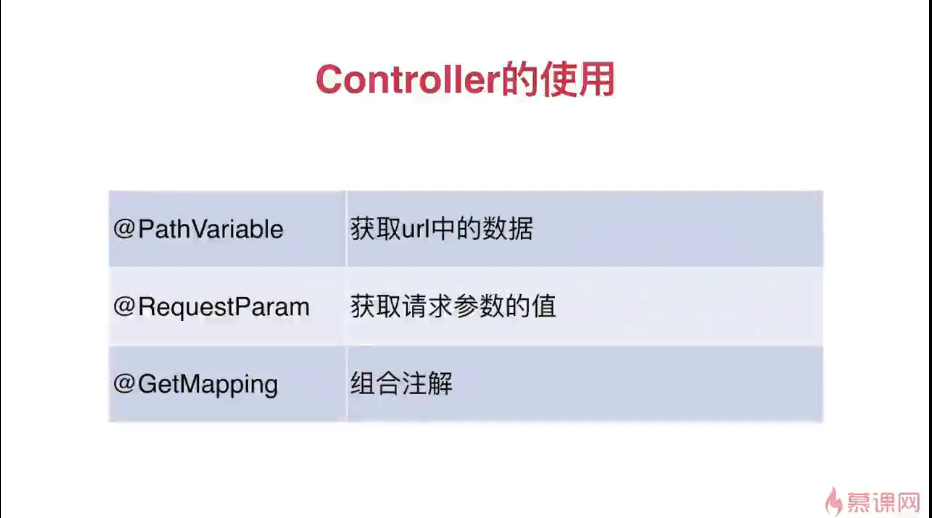 Controller的使用
@PathVariable 获取url中的数据
@RequestParam 获取请求参数的值
@GetMapping 组合注解
慕课网